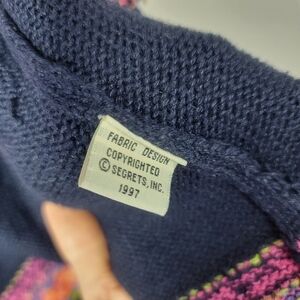 FABRIC DESIGN
COPYRIGHTED
© SEGRETS, INC.
1997